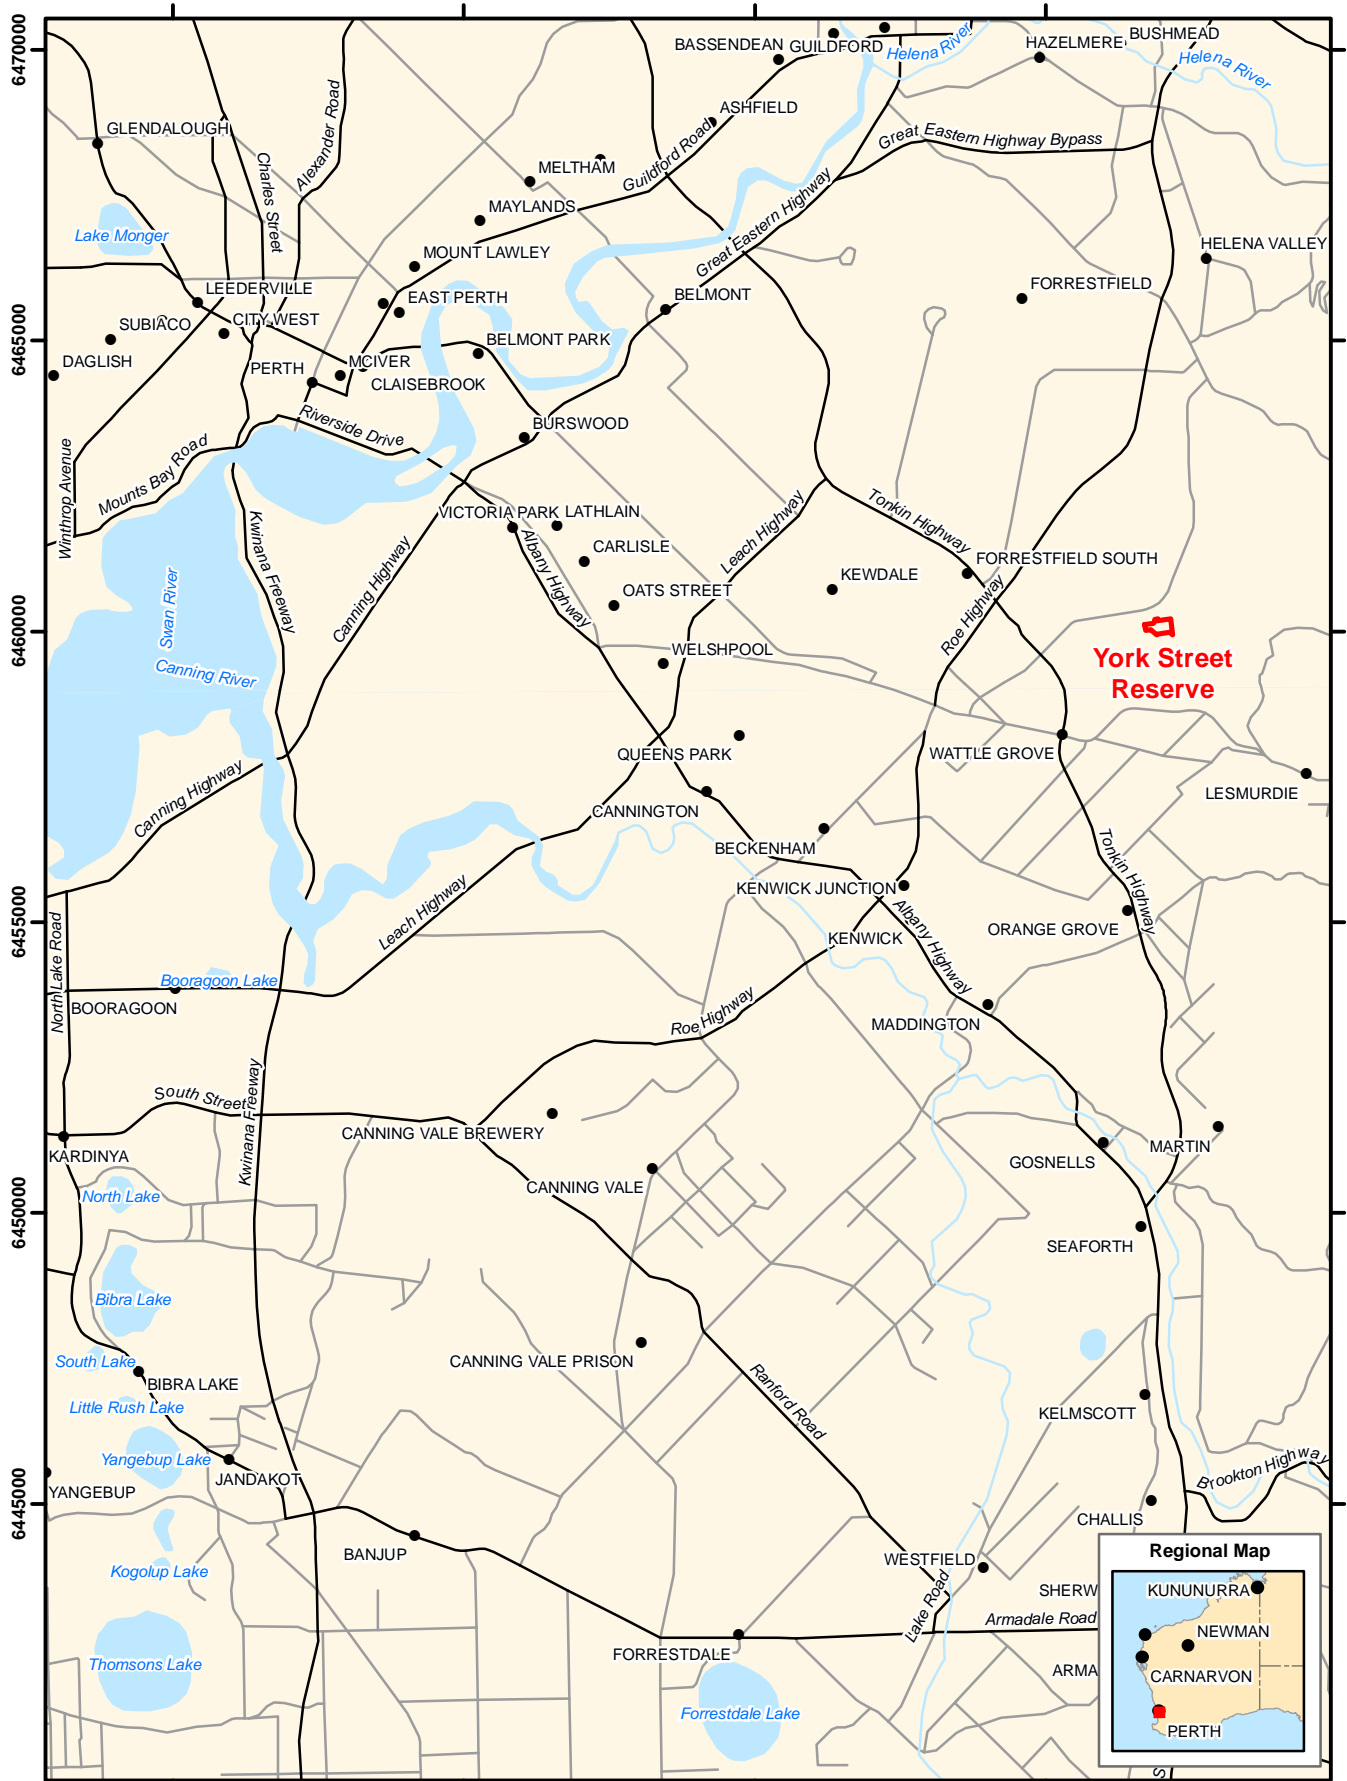 6470000
6465000
6460000
6455000
6450000
6445000
BASSENDEAN
GUILDFORD
Helena River
HAZELMERE
BUSHMEAD
Helena River
GLENDALOUGH
Alexander Road
ASHFIELD
Great Eastern Highway Bypass
Charles Street
MELTHAM
Guildford Road
MAYLANDS
Lake Monger
MOUNT LAWLEY
Great Eastern Highway
HELENA VALLEY
LEEDERVILLE
EAST PERTH
BELMONT
FORRESTFIELD
SUBIACO
CITY WEST
BELMONT PARK
DAGLISH
PERTH
MCIVER
CLAISEBROOK
Riverside Drive
BURSWOOD
Winthrop Avenue
Mounts Bay Road
Kwinana Freeway
VICTORIA PARK
LATHLAIN
Leach Highway
Tonkin Highway
CARLISLE
Canning Highway
Albany Highway
OATS STREET
KEWDALE
FORRESTFIELD SOUTH
Swan River
Roe Highway
WELSHPOOL
York Street
Reserve
Canning River
QUEENS PARK
WATTLE GROVE
Canning Highway
CANNINGTON
LESMURDIE
BECKENHAM
Tonkin Highway
KENWICK JUNCTION
North Lake Road
Leach Highway
KENWICK
Albany Highway
ORANGE GROVE
Booragoon Lake
BOORAGOON
Roe Highway
MADDINGTON
South Street
Kwinana Freeway
CANNING VALE BREWERY
KARDINYA
GOSNELLS
MARTIN
North Lake
CANNING VALE
SEAFORTH
Bibra Lake
South Lake
CANNING VALE PRISON
BIBRA LAKE
Ranford Road
Little Rush Lake
KELMSCOTT
Yangebup Lake
JANDAKOT
Brookton Highway
YANGEBUP
CHALLIS
BANJUP
WESTFIELD
Kogolup Lake
Lake Road
SHERW
Armadale Road
FORRESTDALE
Thomsons Lake
ARMA
Forrestdale Lake
S
Regional Map
KUNUNURRA
NEWMAN
CARNARVON
PERTH